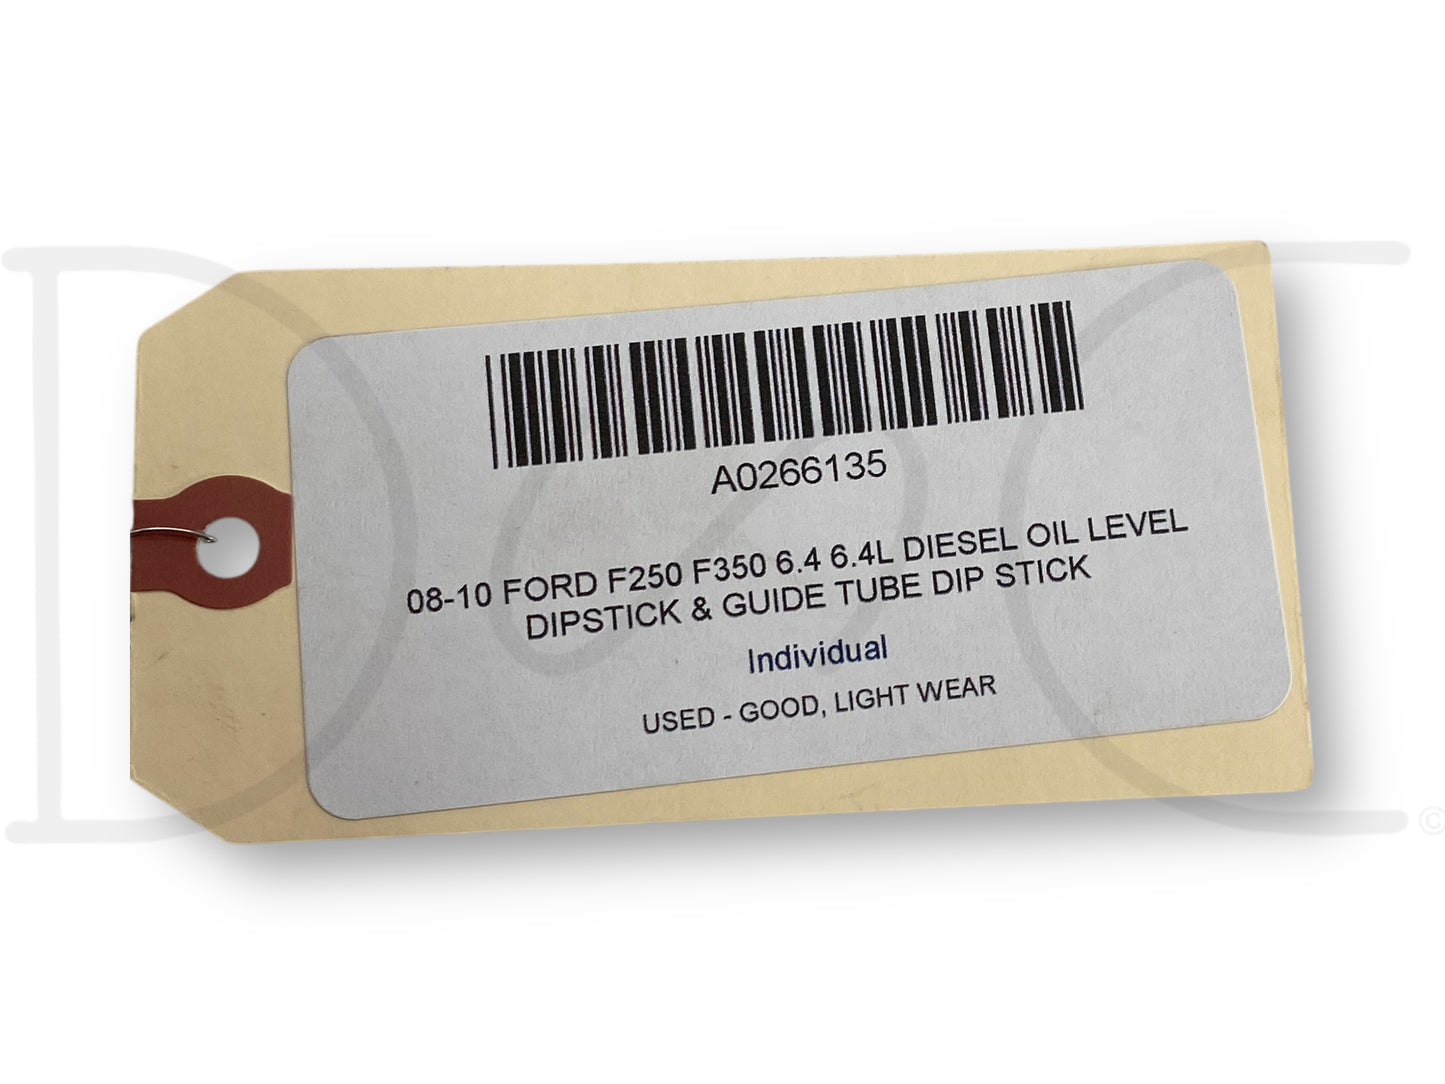 A0266135
08-10 FORD F250 F350 6.4 6.4L DIESEL OIL LEVEL
DIPSTICK & GUIDE TUBE DIP STICK
Individual
USED - GOOD, LIGHT WEAR
©